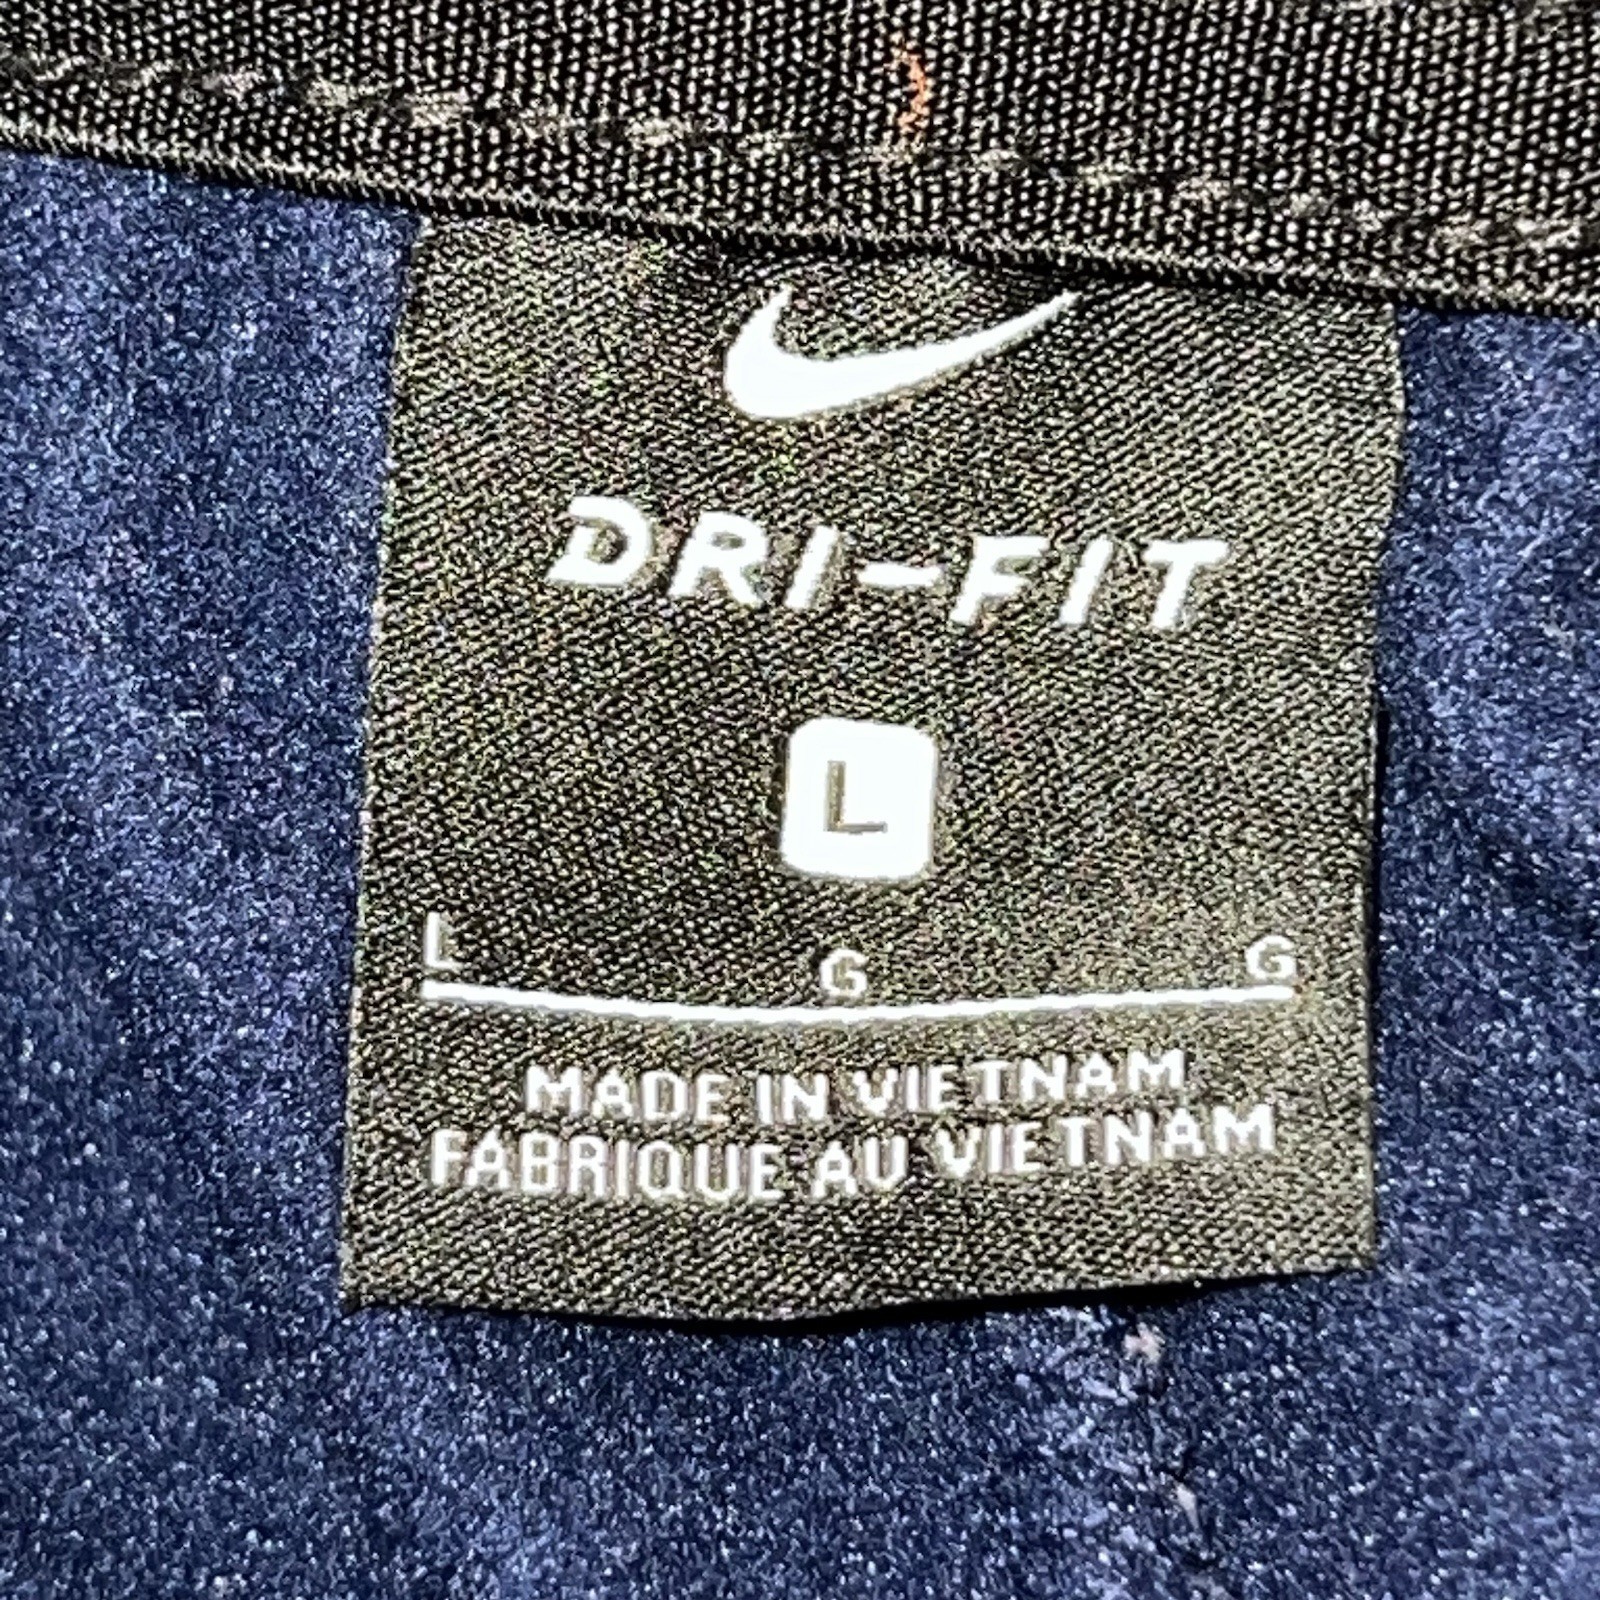 DRI-FIT
L
L G G
MADE IN VIETNAM
FABRIQUE AU VIETNAM